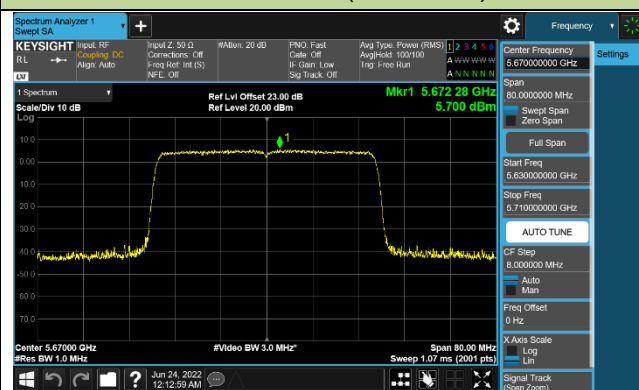 Spectrum Analyzer 1
Swept SA
+
Frequency
KEYSIGHT
RL
LXI
Input: RF
Coupling: DC
Align: Auto
Input Z: 50 Ω
Corrections: Off
Freq Ref: Int (S)
NFE: Off
#Atten: 20 dB
PNO: Fast
Gate: Off
IF Gain: Low
Sig Track: Off
Avg Type: Power (RMS)
Avg|Hold: 100/100
Trig: Free Run
1 2 3 4 5 6
A W W W W W
A N N N N N
Center Frequency
5.670000000 GHz
Settings
Span
80.0000000 MHz
Swept Span
Zero Span
Full Span
Start Freq
5.630000000 GHz
Stop Freq
5.710000000 GHz
AUTO TUNE
CF Step
8.000000 MHz
Auto
Man
Freq Offset
0 Hz
X Axis Scale
Log
Lin
Signal Track
(Span Zoom)
1 Spectrum
Scale/Div 10 dB
Log
Ref Lvl Offset 23.00 dB
Ref Level 20.00 dBm
Mkr1 5.672 28 GHz
5.700 dBm
1
10.0
0.00
-10.0
-20.0
-30.0
-40.0
-50.0
-60.0
-70.0
Center 5.67000 GHz
#Res BW 1.0 MHz
#Video BW 3.0 MHz*
Span 80.00 MHz
Sweep 1.07 ms (2001 pts)
?
Jun 24, 2022
12:12:59 AM